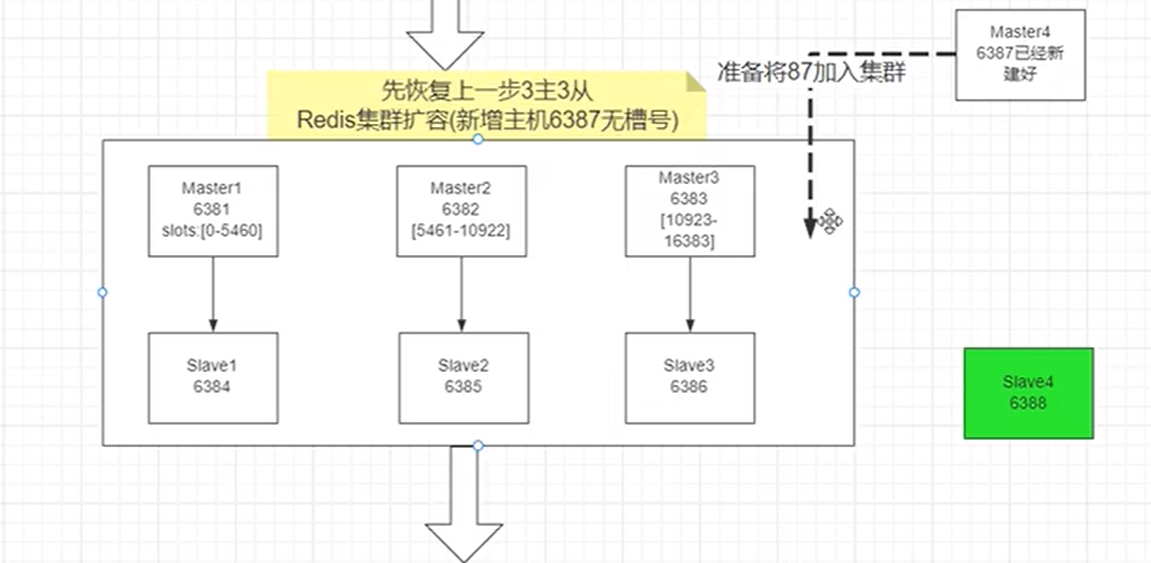 Master4
6387已经新
建好
准备将87加入集群
先恢复上一步3主3从
Redis集群扩容(新增主机6387无槽号)
Master1
6381
slots:[0-5460]
Master2
6382
[5461-10922]
Master3
6383
[10923-
16383]
Slave1
6384
Slave2
6385
Slave3
6386
Slave4
6388